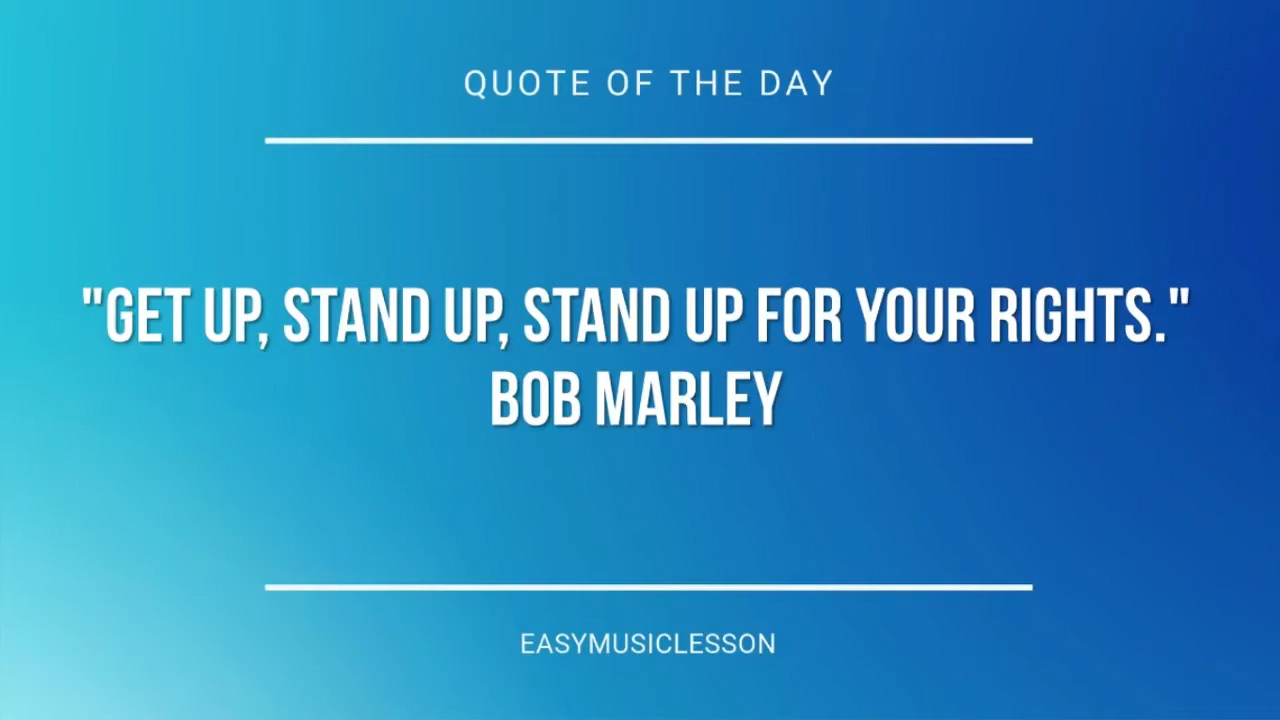 QUOTE OF THE DAY
"GET UP, STAND UP, STAND UP FOR YOUR RIGHTS."
BOB MARLEY
EASYMUSICLESSON